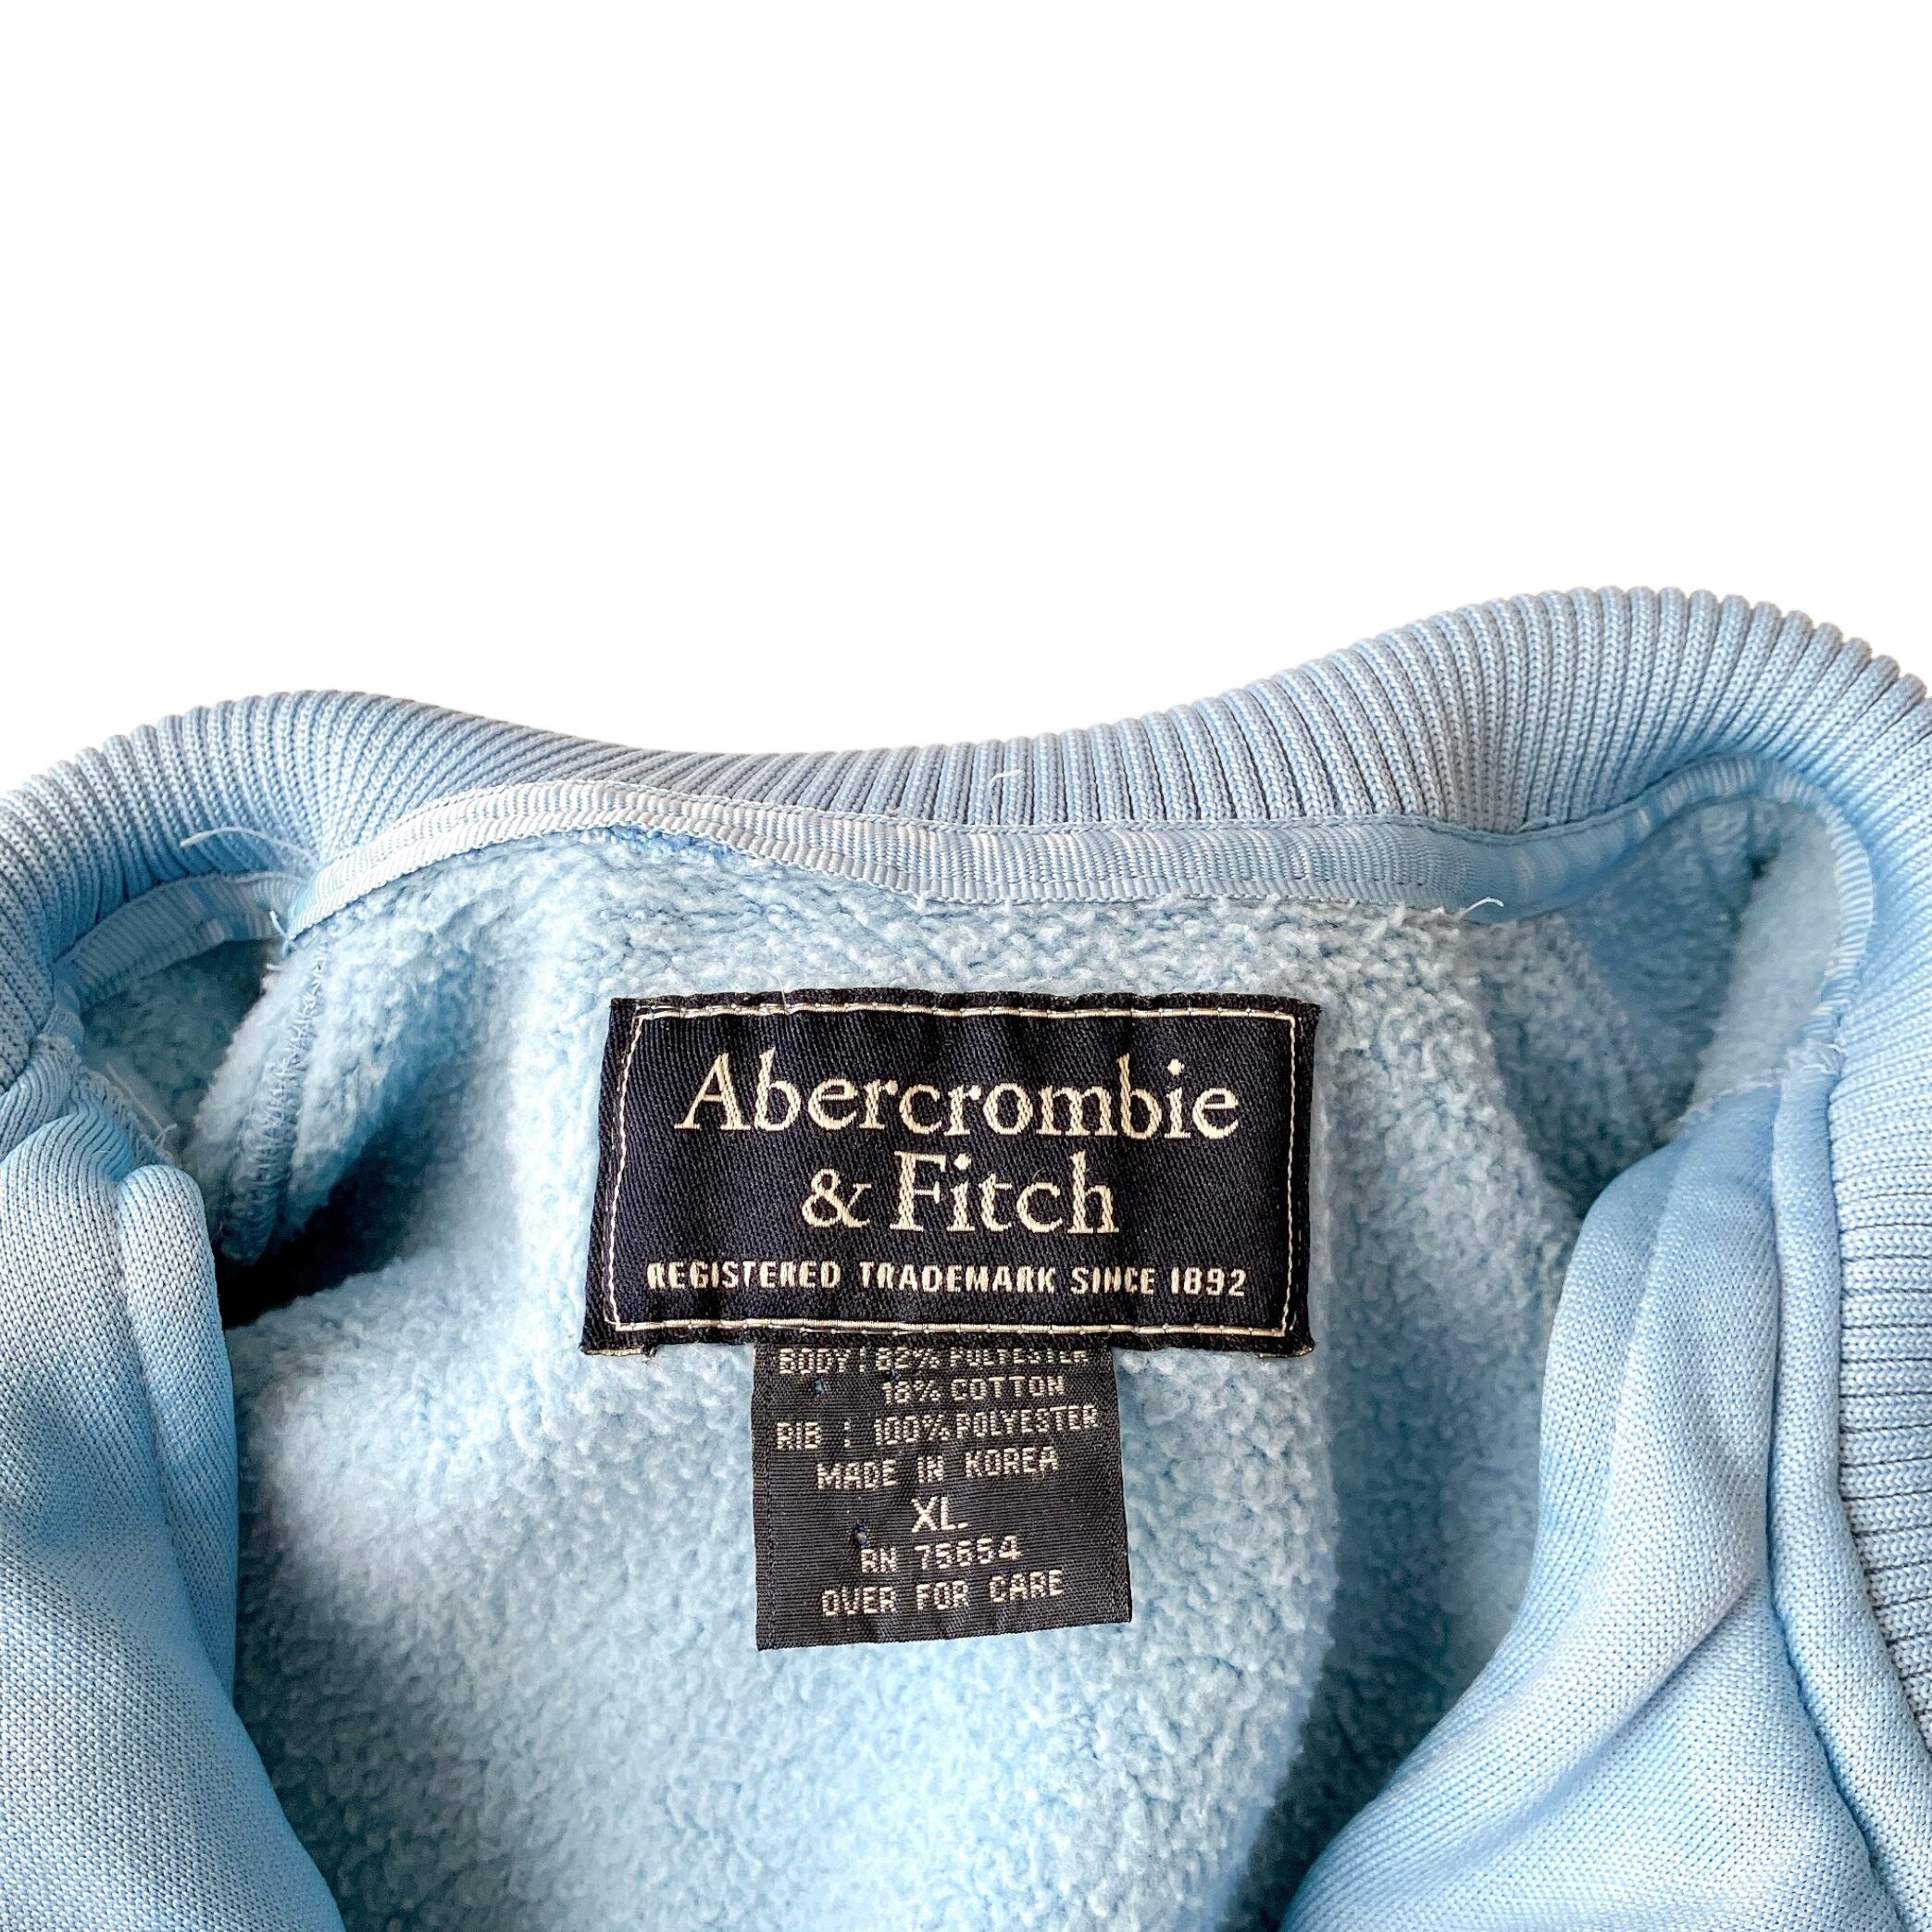 Abercrombie
& Fitch
REGISTERED TRADEMARK SINCE 1892
BODY: 82% POLYESTER
18% COTTON
RIB : 100% POLYESTER
MADE IN KOREA
XL.
RN 75654
OVER FOR CARE